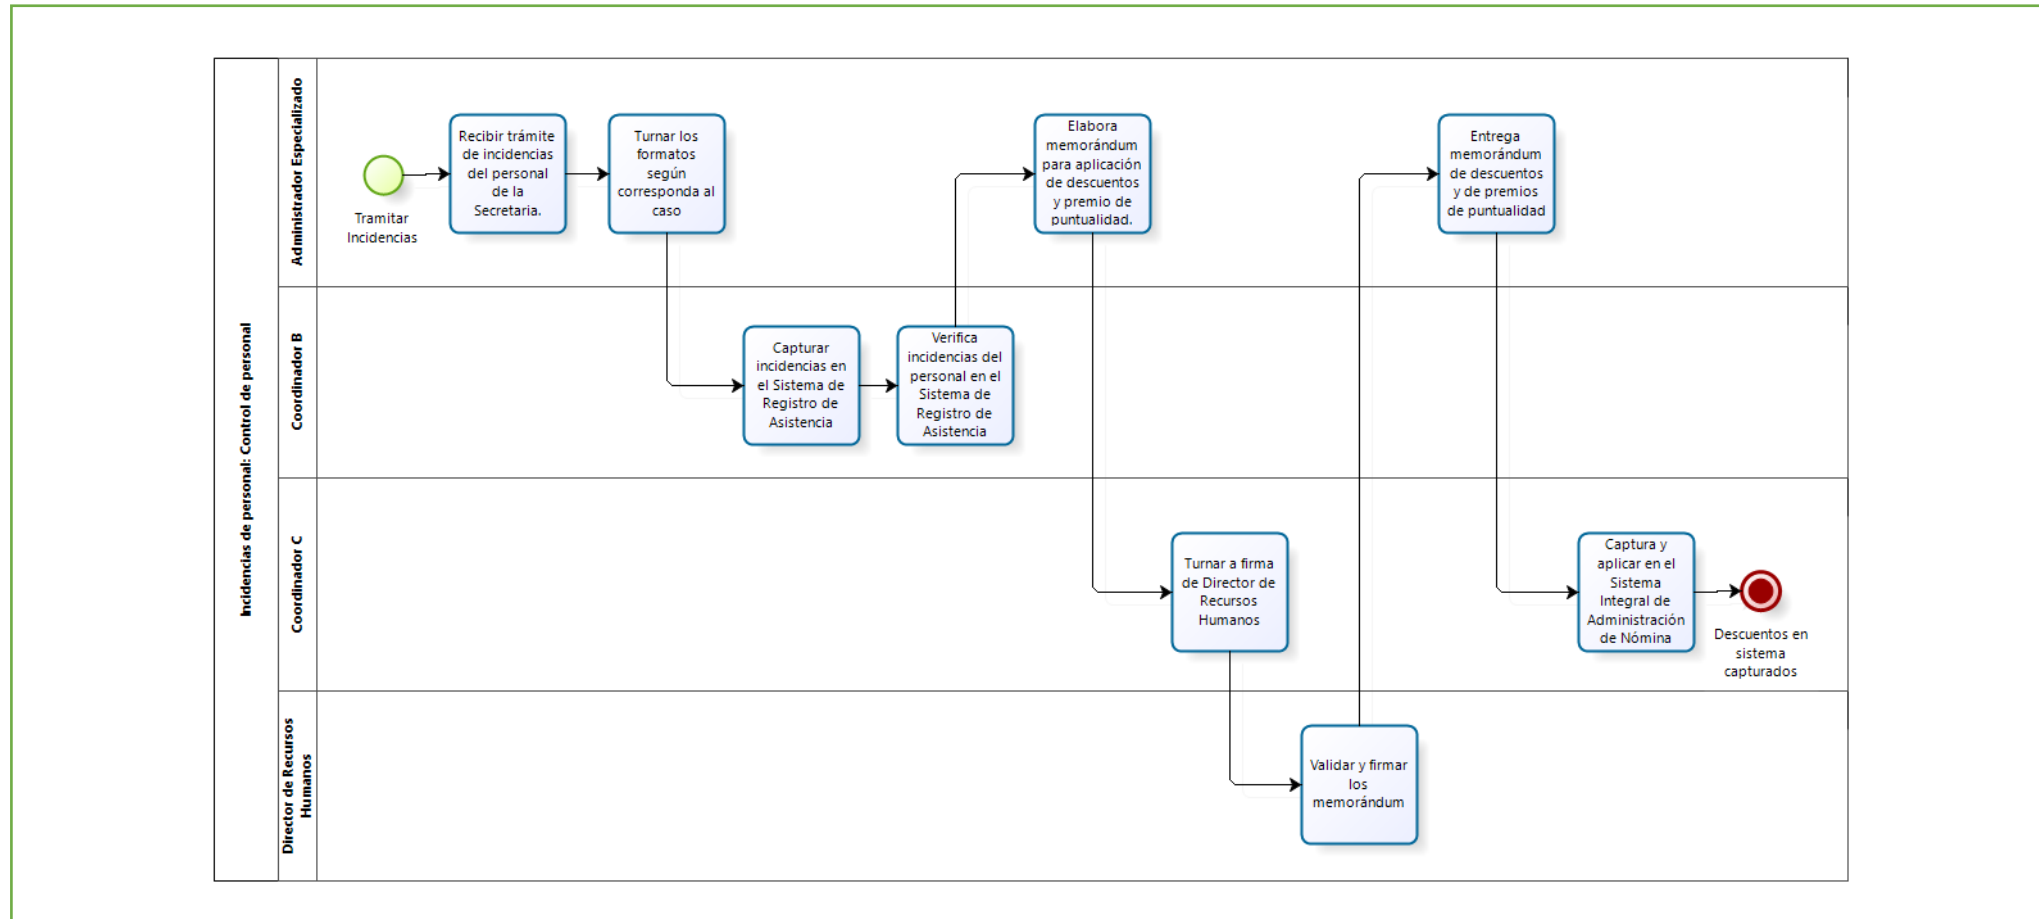 Incidencias de personal: Control de personal
Administrador Especializado
Tramitar
Incidencias
Recibir trámite
de incidencias
del personal
de la
Secretaria.
Turnar los
formatos
según
corresponda al
caso
Elabora
memorándum
para aplicación
de descuentos
y premio de
puntualidad.
Entrega
memorándum
de descuentos
y de premios
de puntualidad
Coordinador B
Capturar
incidencias en
el Sistema de
Registro de
Asistencia
Verifica
incidencias del
personal en el
Sistema de
Registro de
Asistencia
Coordinador C
Turnar a firma
de Director de
Recursos
Humanos
Captura y
aplicar en el
Sistema
Integral de
Administración
de Nómina
Descuentos en
sistema
capturados
Director de Recursos
Humanos
Validar y firmar
los
memorándum